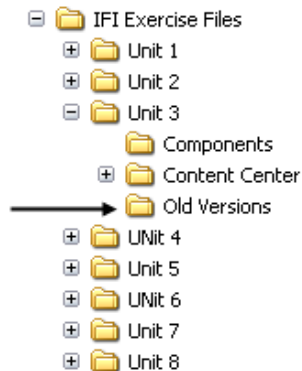 IFI Exercise Files
Unit 1
Unit 2
Unit 3
Components
Content Center
Old Versions
UNit 4
Unit 5
UNit 6
Unit 7
Unit 8